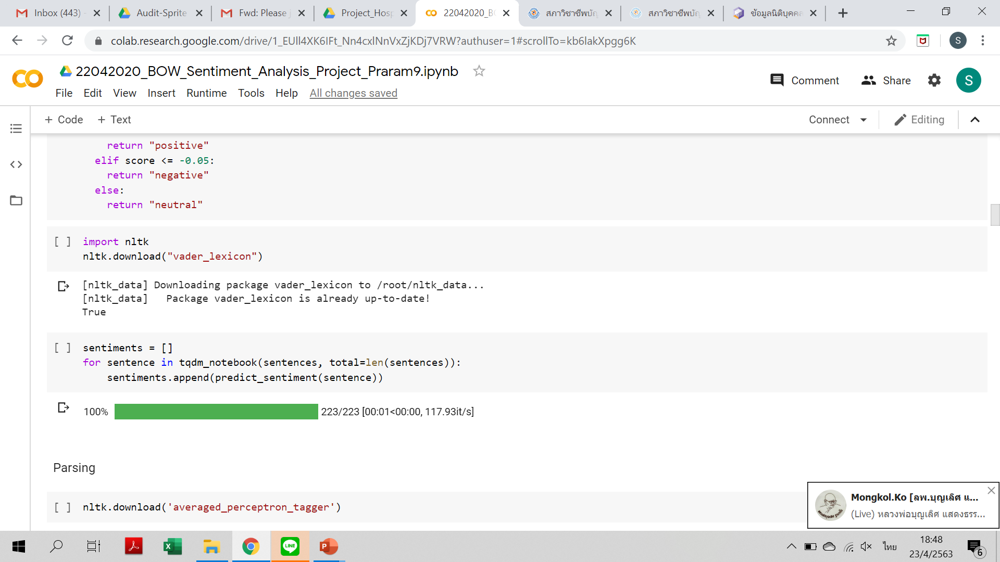 Inbox (443) -
Audit-Sprite
Fwd: Please j
Project_Hosp
22042020_BO
สภาวิชาชีพบัญ
สภาวิชาชีพบัญ
ข้อมูลนิติบุคคล
colab.research.google.com/drive/1_EUll4XK6IFt_Nn4cxlNnVxZjKDj7VRW?authuser=1#scrollTo=kb6lakXpgg6K
S
22042020_BOW_Sentiment_Analysis_Project_Praram9.ipynb
Comment
Share
S
File Edit View Insert Runtime Tools Help All changes saved
+ Code + Text
Connect
Editing
return "positive"
elif score <= -0.05:
return "negative"
else:
return "neutral"
[ ] import nltk
nltk.download("vader_lexicon")
[nltk_data] Downloading package vader_lexicon to /root/nltk_data...
[nltk_data]   Package vader_lexicon is already up-to-date!
True
[ ] sentiments = []
for sentence in tqdm_notebook(sentences, total=len(sentences)):
sentiments.append(predict_sentiment(sentence))
100% 223/223 [00:01<00:00, 117.93it/s]
Parsing
[ ] nltk.download('averaged_perceptron_tagger')
Mongkol.Ko [ลพ.บุญเลิศ แ...
(Live) หลวงพ่อบุญเลิศ แสดงธรร...
LINE
ไทย
18:48
23/4/2563
6